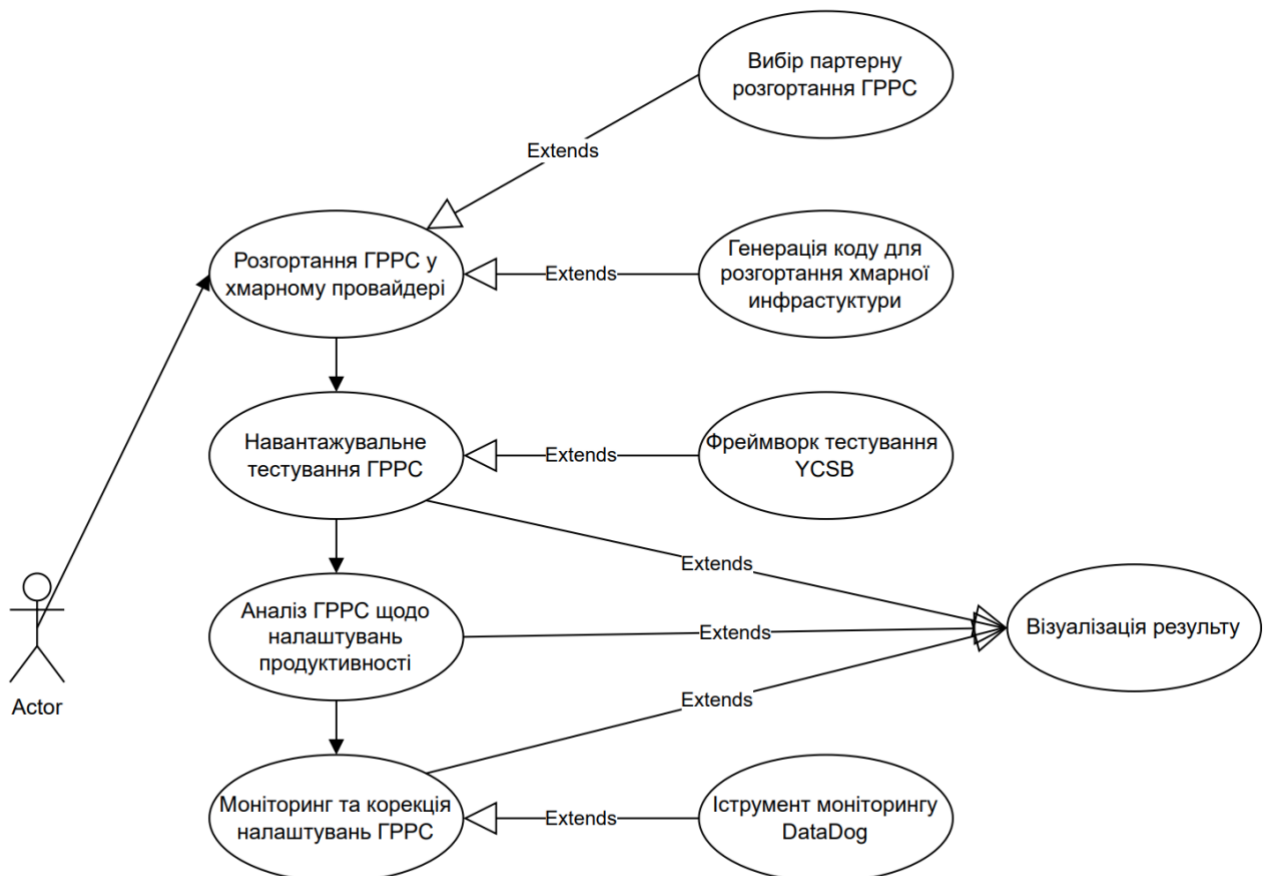 Вибір партерну
розгортання ГРРС
Extends
Розгортання ГРРС у
хмарному провайдері
Extends
Генерація коду для
розгортання хмарної
инфрастуктури
Навантажувальне
тестування ГРРС
Extends
Фреймворк тестування
YCSB
Extends
Аналіз ГРРС щодо
налаштувань
продуктивності
Extends
Візуалізація результу
Actor
Extends
Моніторинг та корекція
налаштувань ГРРС
Extends
Іструмент моніторингу
DataDog